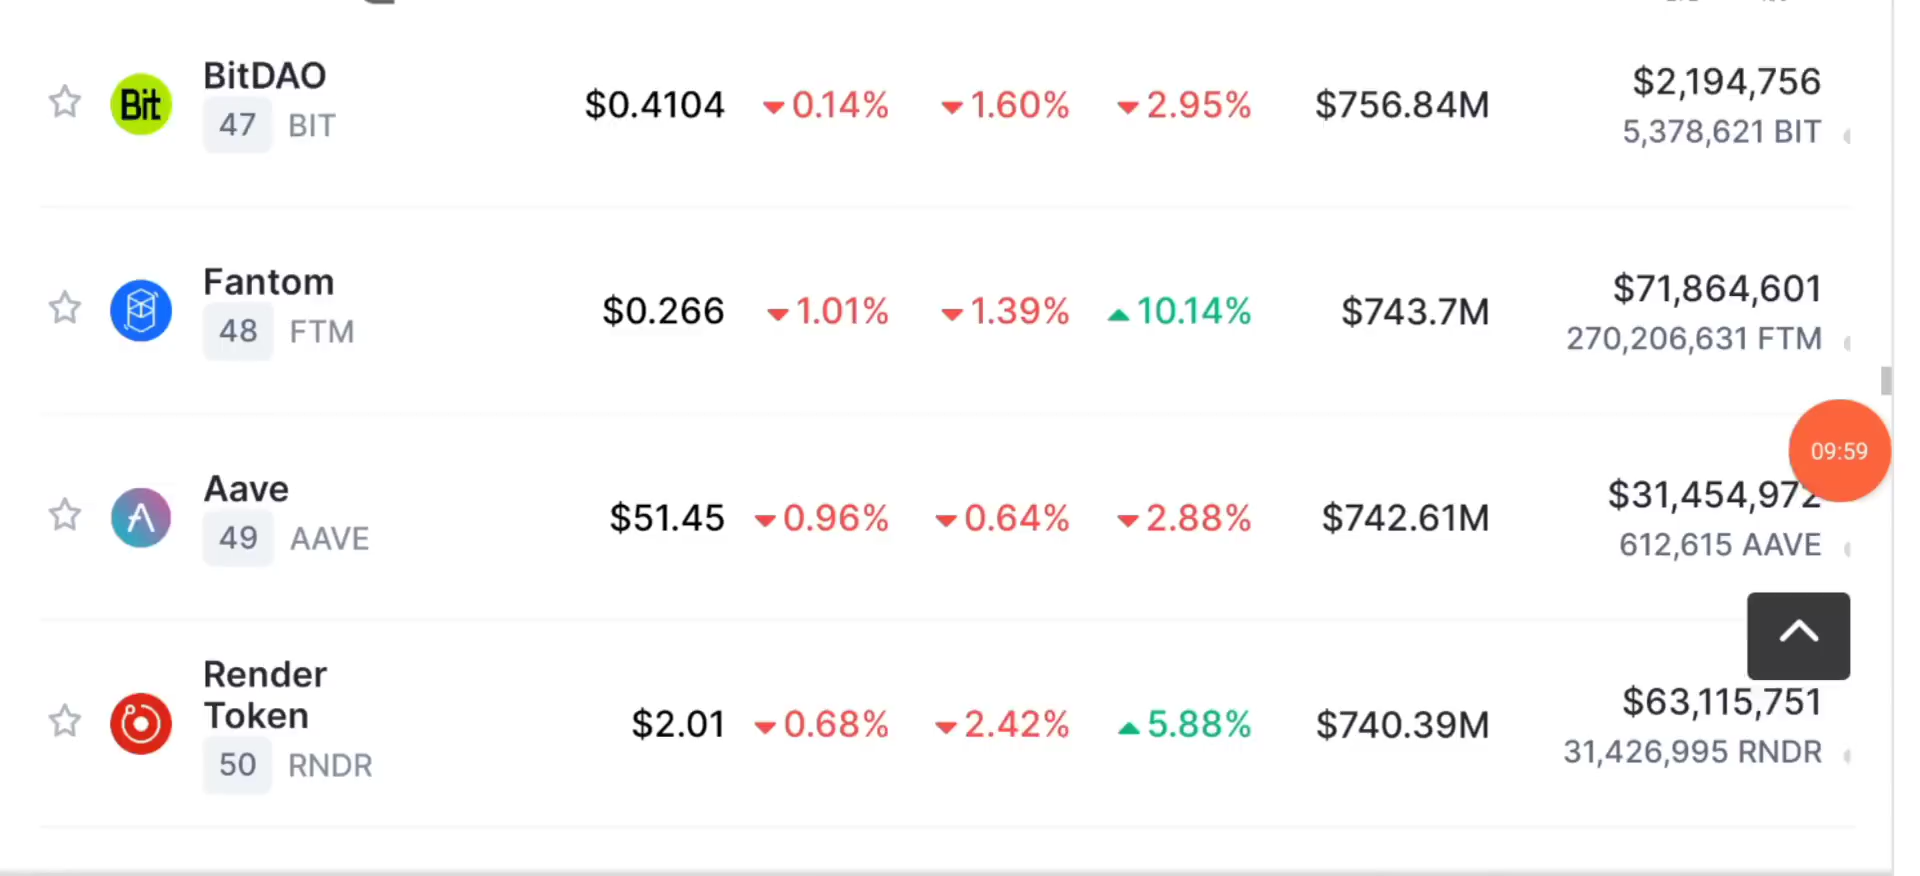 BitDAO
Bit
47 BIT
$0.4104 0.14% 1.60% 2.95% $756.84M
$2,194,756
5,378,621 BIT
Fantom
48 FTM
$0.266 1.01% 1.39% 10.14% $743.7M
$71,864,601
270,206,631 FTM
09:59
Aave
49 AAVE
$51.45 0.96% 0.64% 2.88% $742.61M
$31,454,972
612,615 AAVE
Render
Token
50 RNDR
$2.01 0.68% 2.42% 5.88% $740.39M
$63,115,751
31,426,995 RNDR